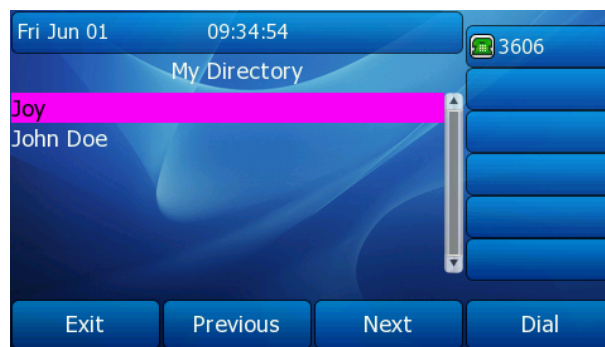 Fri Jun 01 09:34:54
3606
My Directory
Joy
John Doe
Exit Previous Next Dial